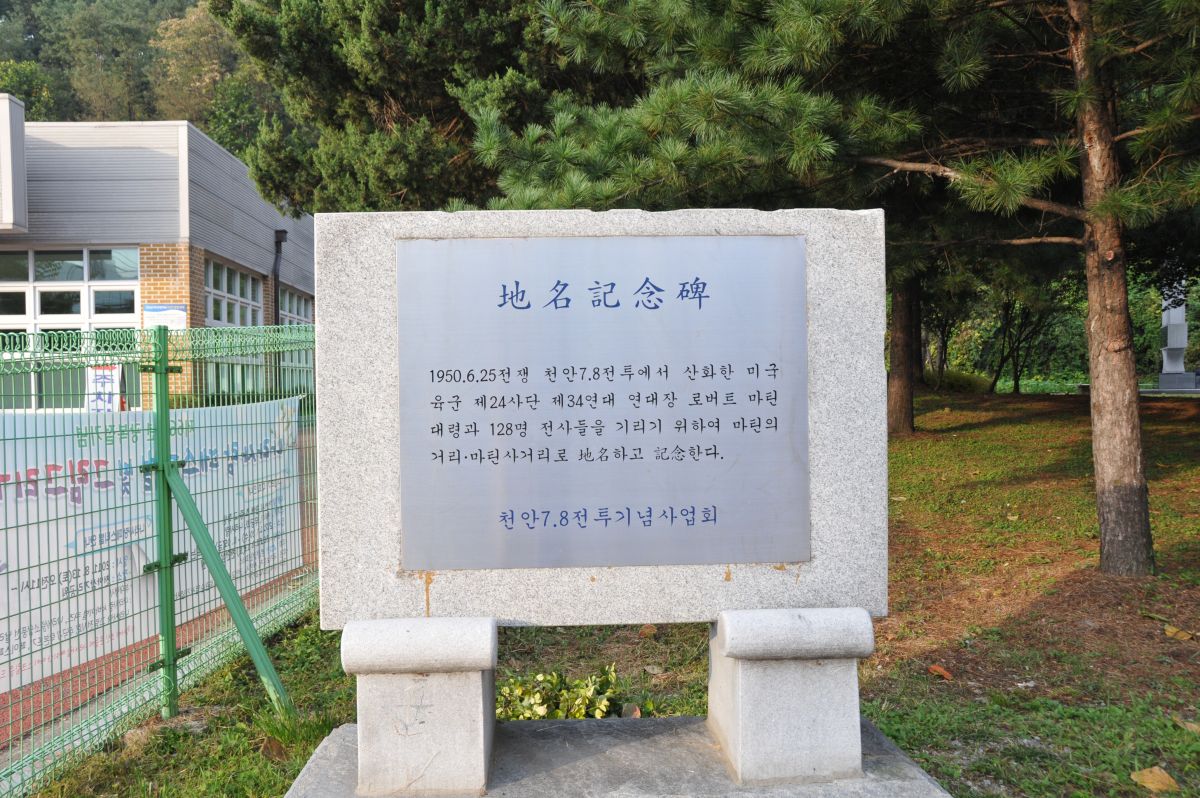 地名記念碑
1950.6.25전쟁 천안7.8전투에서 산화한 미국
육군 제24사단 제34연대 연대장 로버트 마틴
대령과 128명 전사들을 기리기 위하여 마틴의
거리·마틴사거리로 地名하고 記念한다.
천안7.8전투기념사업회